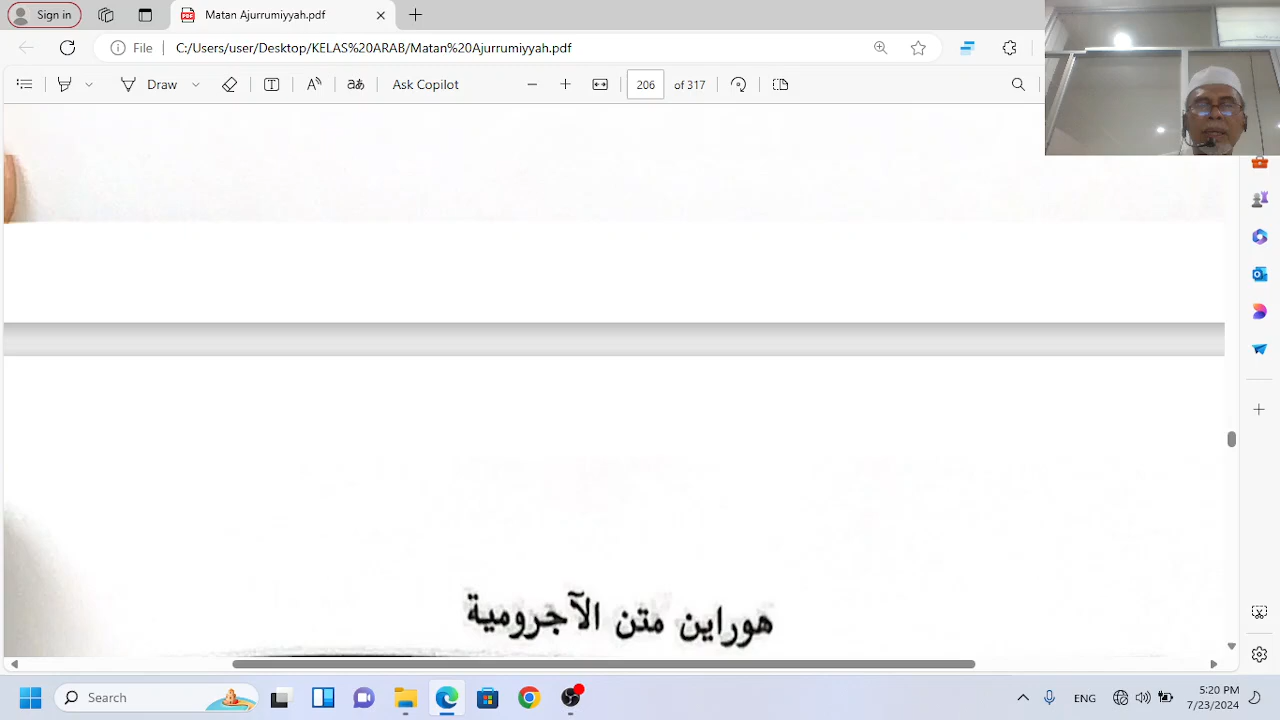 Sign in
Matan Ajurrumiyyah.pdf
File
C:/Users/user/Desktop/KELAS%20ARAB/Matan%20Ajurrumiyyah.pdf
Draw
Ask Copilot
206 of 317
هوراين متن الآجرومية
Search
ENG
5:20 PM
7/23/2024